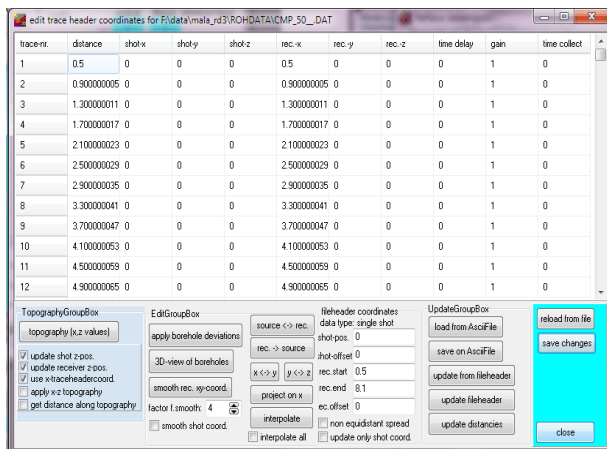 edit trace header coordinates for F:\data\mala_rd3\ROHDATA\CMP_50_.DAT
trace-nr. distance shot-x shot-y shot-z rec.-x rec.-y rec.-z time delay gain time collect
1 0.5 0 0 0 0.5 0 0 0 1 0
2 0.900000005 0 0 0 0.900000005 0 0 0 1 0
3 1.300000011 0 0 0 1.300000011 0 0 0 1 0
4 1.700000017 0 0 0 1.700000017 0 0 0 1 0
5 2.100000023 0 0 0 2.100000023 0 0 0 1 0
6 2.500000029 0 0 0 2.500000029 0 0 0 1 0
7 2.900000035 0 0 0 2.900000035 0 0 0 1 0
8 3.300000041 0 0 0 3.300000041 0 0 0 1 0
9 3.700000047 0 0 0 3.700000047 0 0 0 1 0
10 4.100000053 0 0 0 4.100000053 0 0 0 1 0
11 4.500000059 0 0 0 4.500000059 0 0 0 1 0
12 4.900000065 0 0 0 4.900000065 0 0 0 1 0
TopographyGroupBox
topography (x,z values)
update shot z-pos.
update receiver z-pos.
use x-traceheadercoord.
apply x-z topography
get distance along topography
EditGroupBox
apply borehole deviations
3D-view of boreholes
smooth rec. xy-coord.
factor f.smooth: 4
smooth shot coord.
source <-> rec.
rec. -> source
x <-> y y <-> z
project on x
interpolate
interpolate all
fileheader coordinates
data type: single shot
shot-pos. 0
shot-offset 0
rec.start 0.5
rec.end 8.1
ec.offset 0
non equidistant spread
update only shot coord.
UpdateGroupBox
load from AsciiFile
save on AsciiFile
update from fileheader
update fileheader
update distancies
reload from file
save changes
close